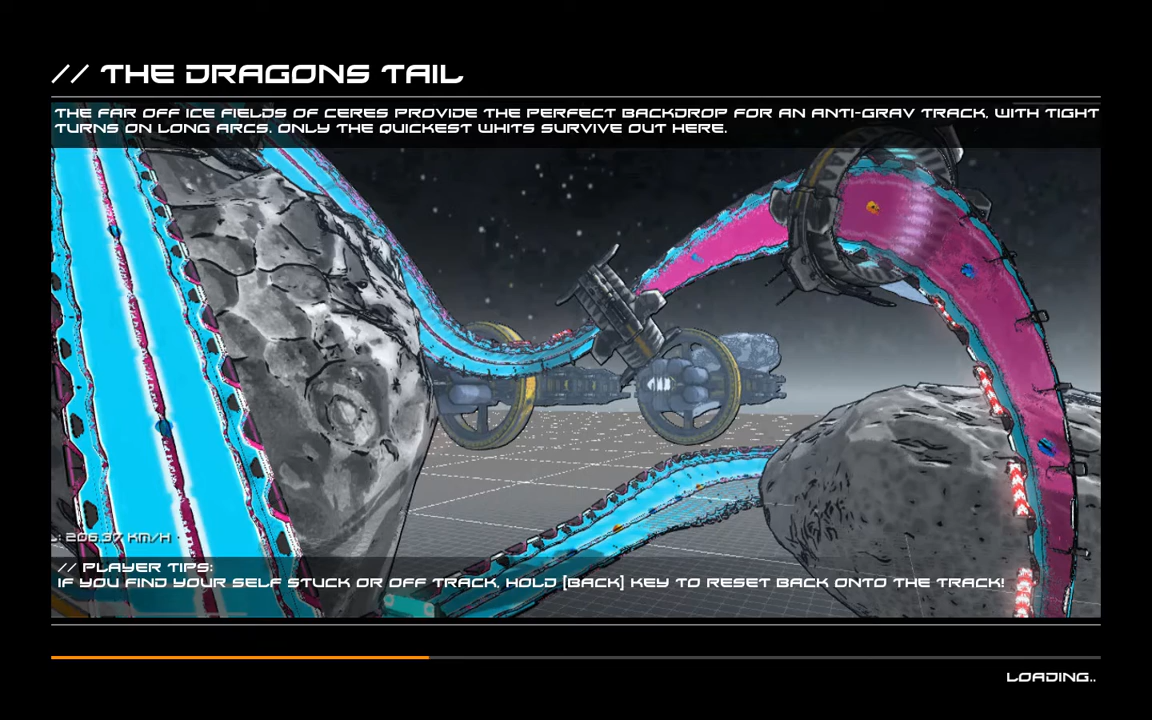 // THE DRAGONS TAIL
THE FAR OFF ICE FIELDS OF CERES PROVIDE THE PERFECT BACKDROP FOR AN ANTI-GRAV TRACK, WITH TIGHT
TURNS ON LONG ARCS. ONLY THE QUICKEST WHITS SURVIVE OUT HERE.
: 206.37 KM/H
// PLAYER TIPS:
IF YOU FIND YOUR SELF STUCK OR OFF TRACK, HOLD [BACK] KEY TO RESET BACK ONTO THE TRACK!
LOADING..